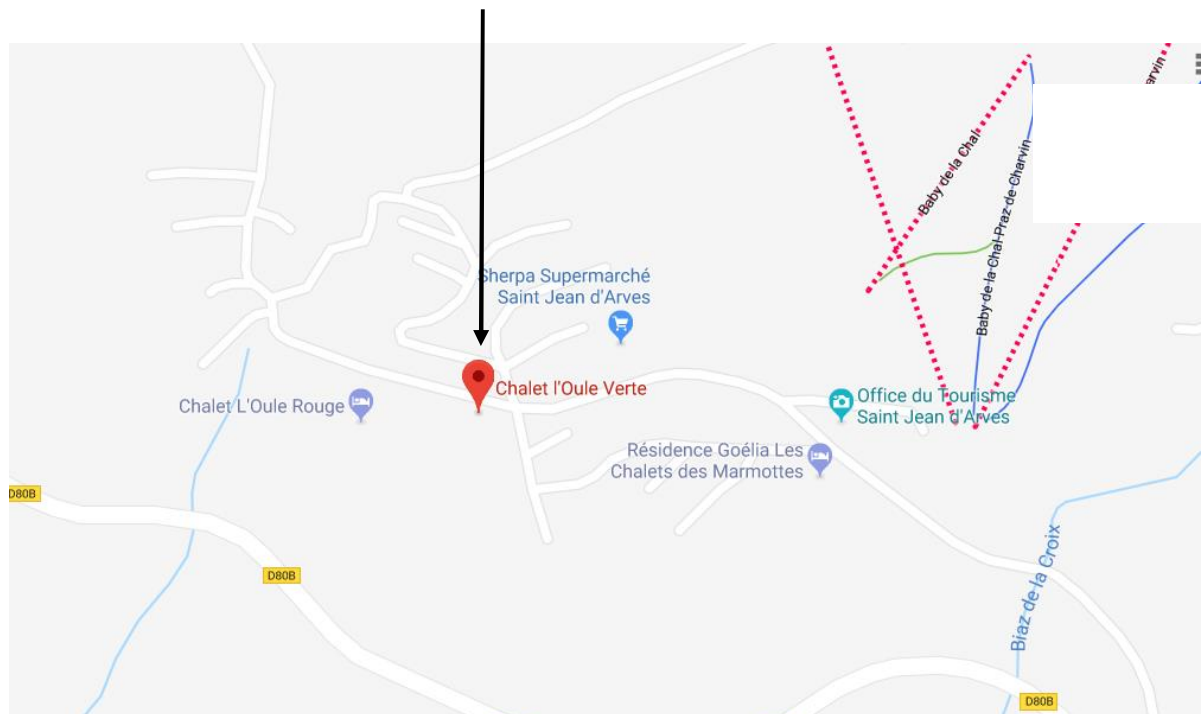 Baby de la Chal
arvin
Baby de la Chal-Praz de Charvin
Sherpa Supermarché
Saint Jean d'Arves
Chalet l'Oule Verte
Chalet L'Oule Rouge
Office du Tourisme
Saint Jean d'Arves
Résidence Goélia Les
Chalets des Marmottes
D80B
D80B
Biaz de la Croix
D80B